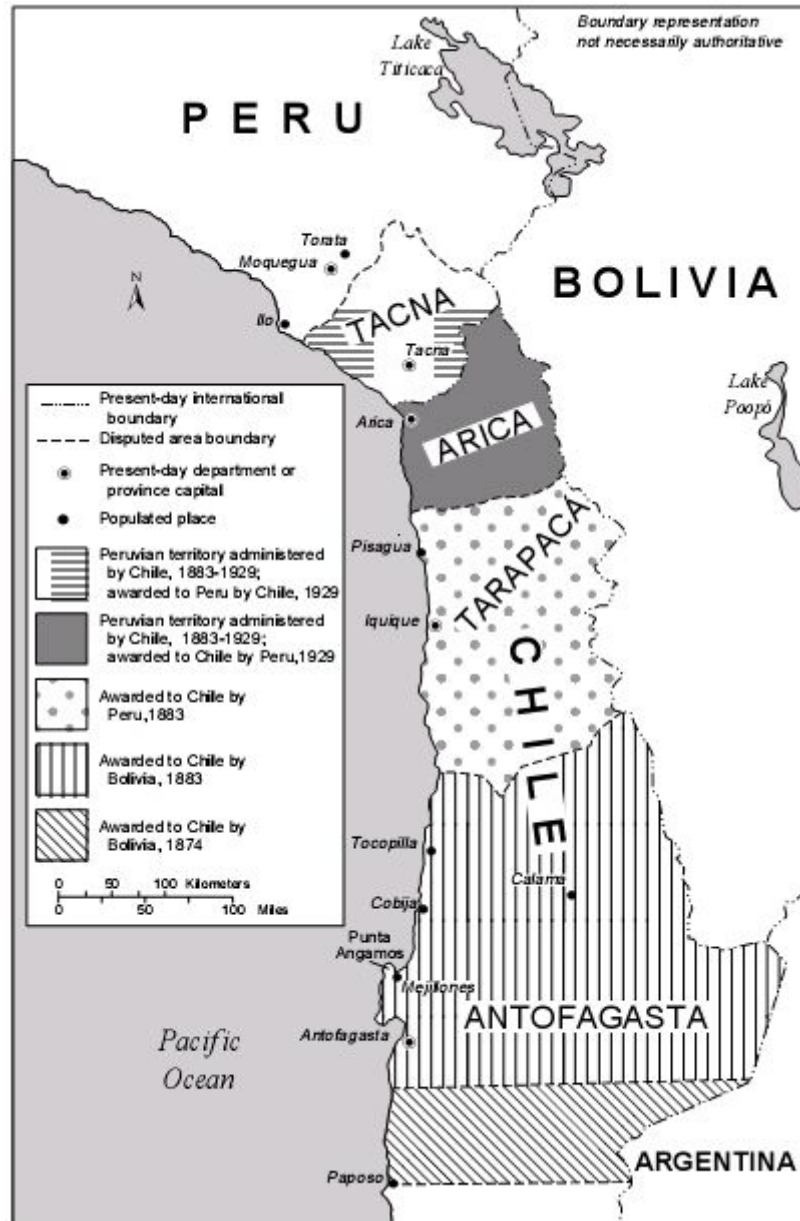 Boundary representation
not necessarily authoritative
Lake
Titicaca
PERU
Torata
Moquegua
BOLIVIA
N
TACNA
Ilo
Tacna
Lake
Poopó
Arica
ARICA
Present-day international
boundary
Disputed area boundary
Present-day department or
province capital
Populated place
Peruvian territory administered
by Chile, 1883-1929;
awarded to Peru by Chile, 1929
Peruvian territory administered
by Chile, 1883-1929;
awarded to Chile by Peru,1929
Awarded to Chile by
Peru,1883
Awarded to Chile by
Bolivia, 1883
Awarded to Chile by
Bolivia, 1874
0 50 100 Kilometers
0 50 100 Miles
Pisagua
TARAPACA
Iquique
CHILE
Tocopilla
Calama
Cobija
Punta
Angamos
Mejillones
ANTOFAGASTA
Antofagasta
Pacific
Ocean
ARGENTINA
Paposo